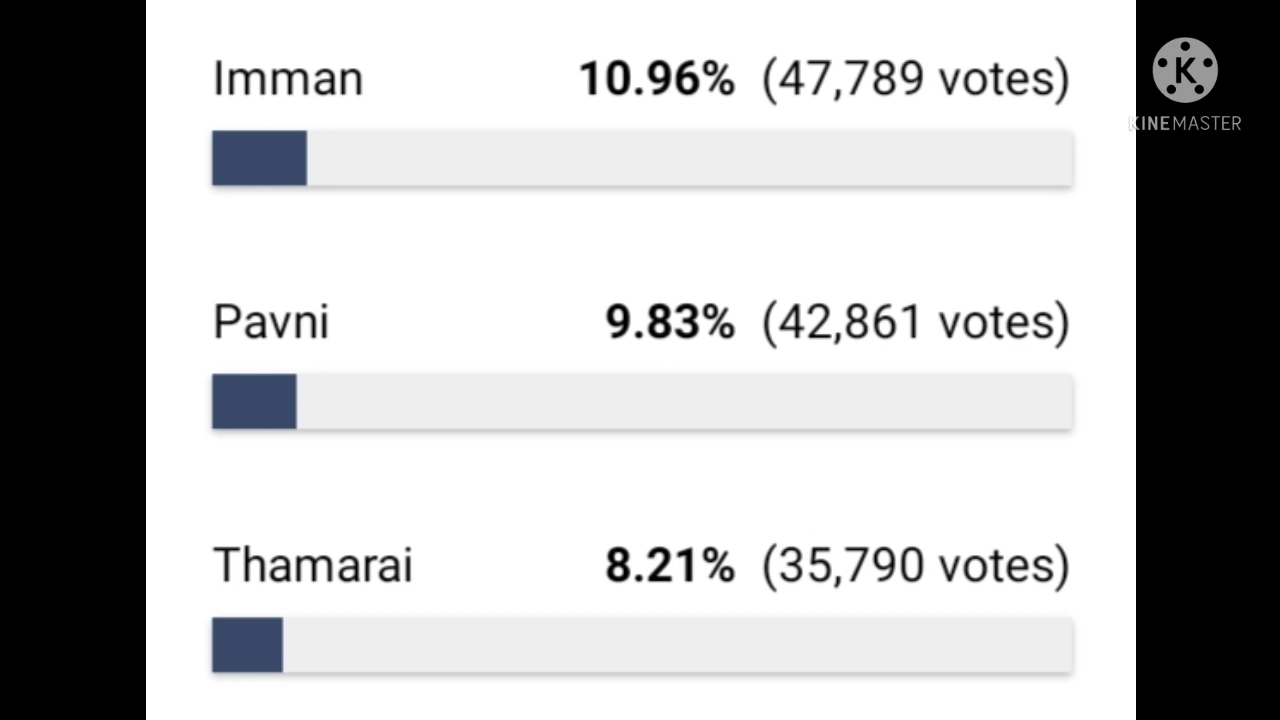 Imman 10.96% (47,789 votes)
K
KINEMASTER
Pavni 9.83% (42,861 votes)
Thamarai 8.21% (35,790 votes)